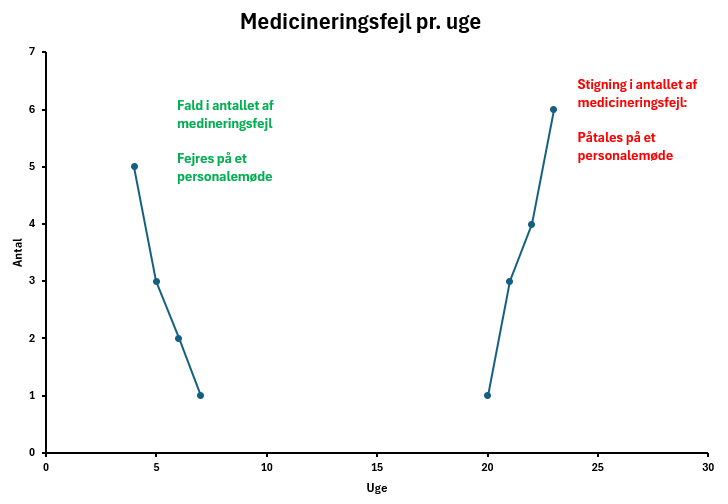 Medicineringsfejl pr. uge
7
6
5
4
3
2
1
0
Antal
Fald i antallet af
medineringsfejl
Fejres på et
personalemøde
Stigning i antallet af
medicineringsfejl:
Påtales på et
personalemøde
0 5 10 15 20 25 30
Uge